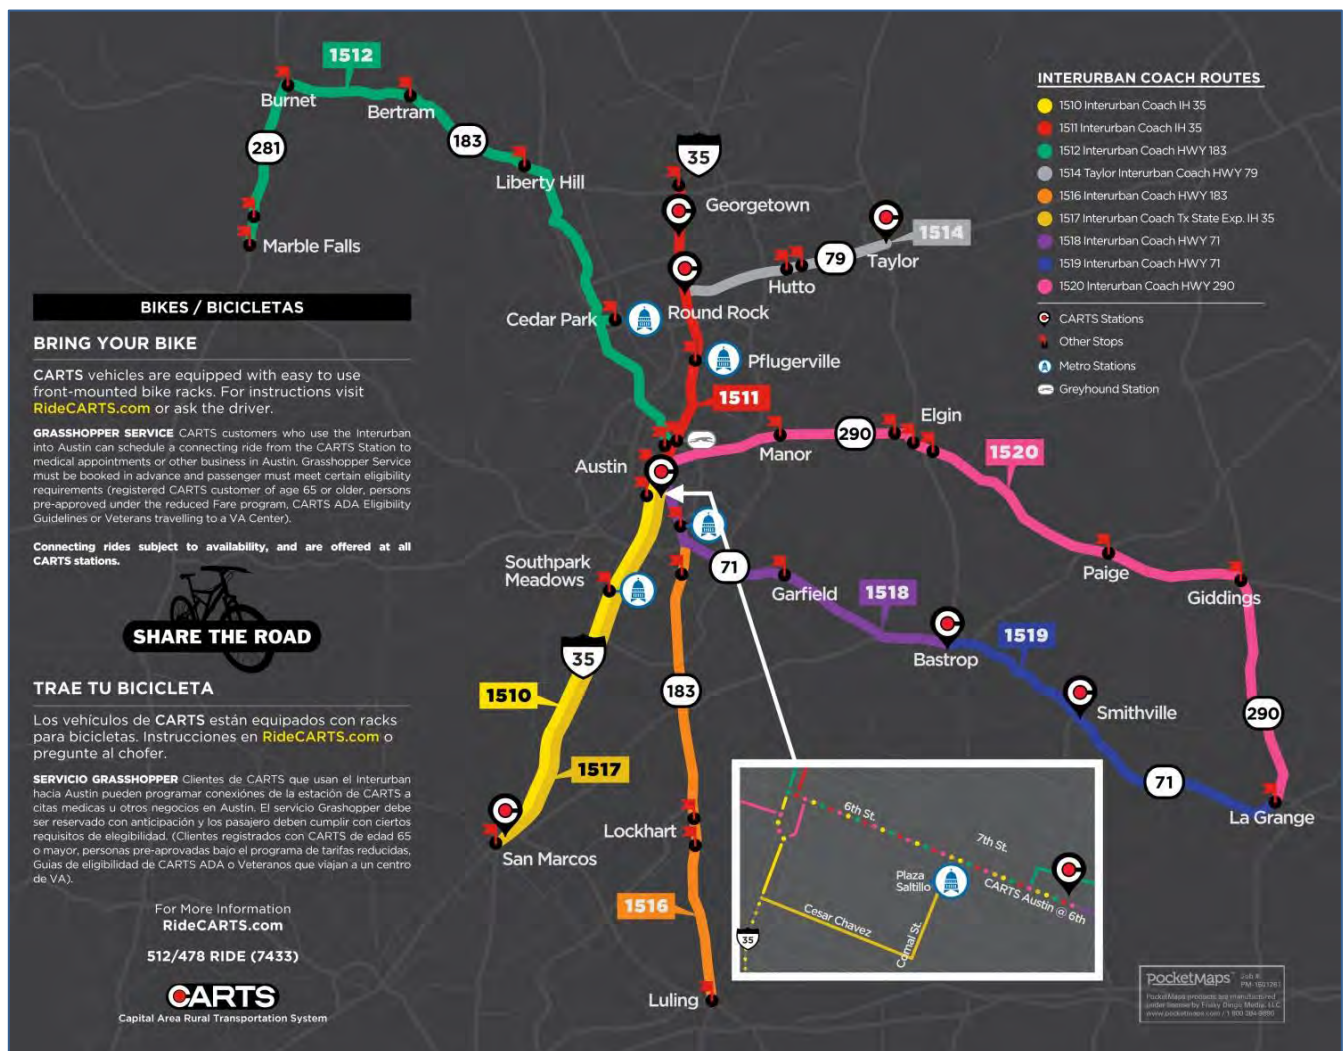 1512
Burnet
Bertram
281
183
Liberty Hill
Marble Falls
35
Georgetown
1514
79
Taylor
Hutto
Round Rock
Cedar Park
Pflugerville
1511
Elgin
290
Manor
1520
Austin
Paige
Giddings
Southpark
Meadows
71
Garfield
1518
1519
Bastrop
Smithville
35
183
1510
290
1517
71
La Grange
Lockhart
San Marcos
1516
Luling
INTERURBAN COACH ROUTES
1510 Interurban Coach IH 35
1511 Interurban Coach IH 35
1512 Interurban Coach HWY 183
1514 Taylor Interurban Coach HWY 79
1516 Interurban Coach HWY 183
1517 Interurban Coach Tx State Exp. IH 35
1518 Interurban Coach HWY 71
1519 Interurban Coach HWY 71
1520 Interurban Coach HWY 290
CARTS Stations
Other Stops
Metro Stations
Greyhound Station
BIKES / BICICLETAS
BRING YOUR BIKE
CARTS vehicles are equipped with easy to use
front-mounted bike racks. For instructions visit
RideCARTS.com or ask the driver.
GRASSHOPPER SERVICE CARTS customers who use the Interurban
into Austin can schedule a connecting ride from the CARTS Station to
medical appointments or other business in Austin. Grasshopper Service
must be booked in advance and passenger must meet certain eligibility
requirements (registered CARTS customer of age 65 or older, persons
pre-approved under the reduced Fare program, CARTS ADA Eligibility
Guidelines or Veterans travelling to a VA Center).
Connecting rides subject to availability, and are offered at all
CARTS stations.
SHARE THE ROAD
TRAE TU BICICLETA
Los vehículos de CARTS están equipados con racks
para bicicletas. Instrucciones en RideCARTS.com o
pregunte al chofer.
SERVICIO GRASSHOPPER Clientes de CARTS que usan el Interurban
hacia Austin pueden programar conexiónes de la estación de CARTS a
citas medicas u otros negocios en Austin. El servicio Grashopper debe
ser reservado con anticipación y los pasajero deben cumplir con ciertos
requisitos de elegibilidad. (Clientes registrados con CARTS de edad 65
o mayor, personas pre-aprovadas bajo el programa de tarifas reducidas,
Guias de eligibilidad de CARTS ADA o Veteranos que viajan a un centro
de VA).
For More Information
RideCARTS.com
512/478 RIDE (7433)
CARTS
Capital Area Rural Transportation System
6th St.
7th St.
Plaza
Saltillo
CARTS Austin @ 6th
Cesar Chavez
Comal St.
35
PocketMaps
Job #:
PocketMaps products are manufactured